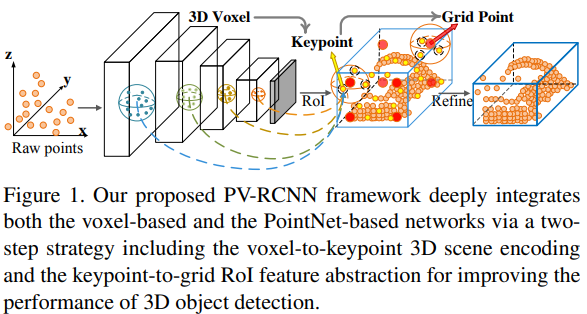 3D Voxel
Grid Point
Keypoint
z
y
x
Raw points
RoI
Refine
Figure 1. Our proposed PV-RCNN framework deeply integrates
both the voxel-based and the PointNet-based networks via a two-
step strategy including the voxel-to-keypoint 3D scene encoding
and the keypoint-to-grid RoI feature abstraction for improving the
performance of 3D object detection.